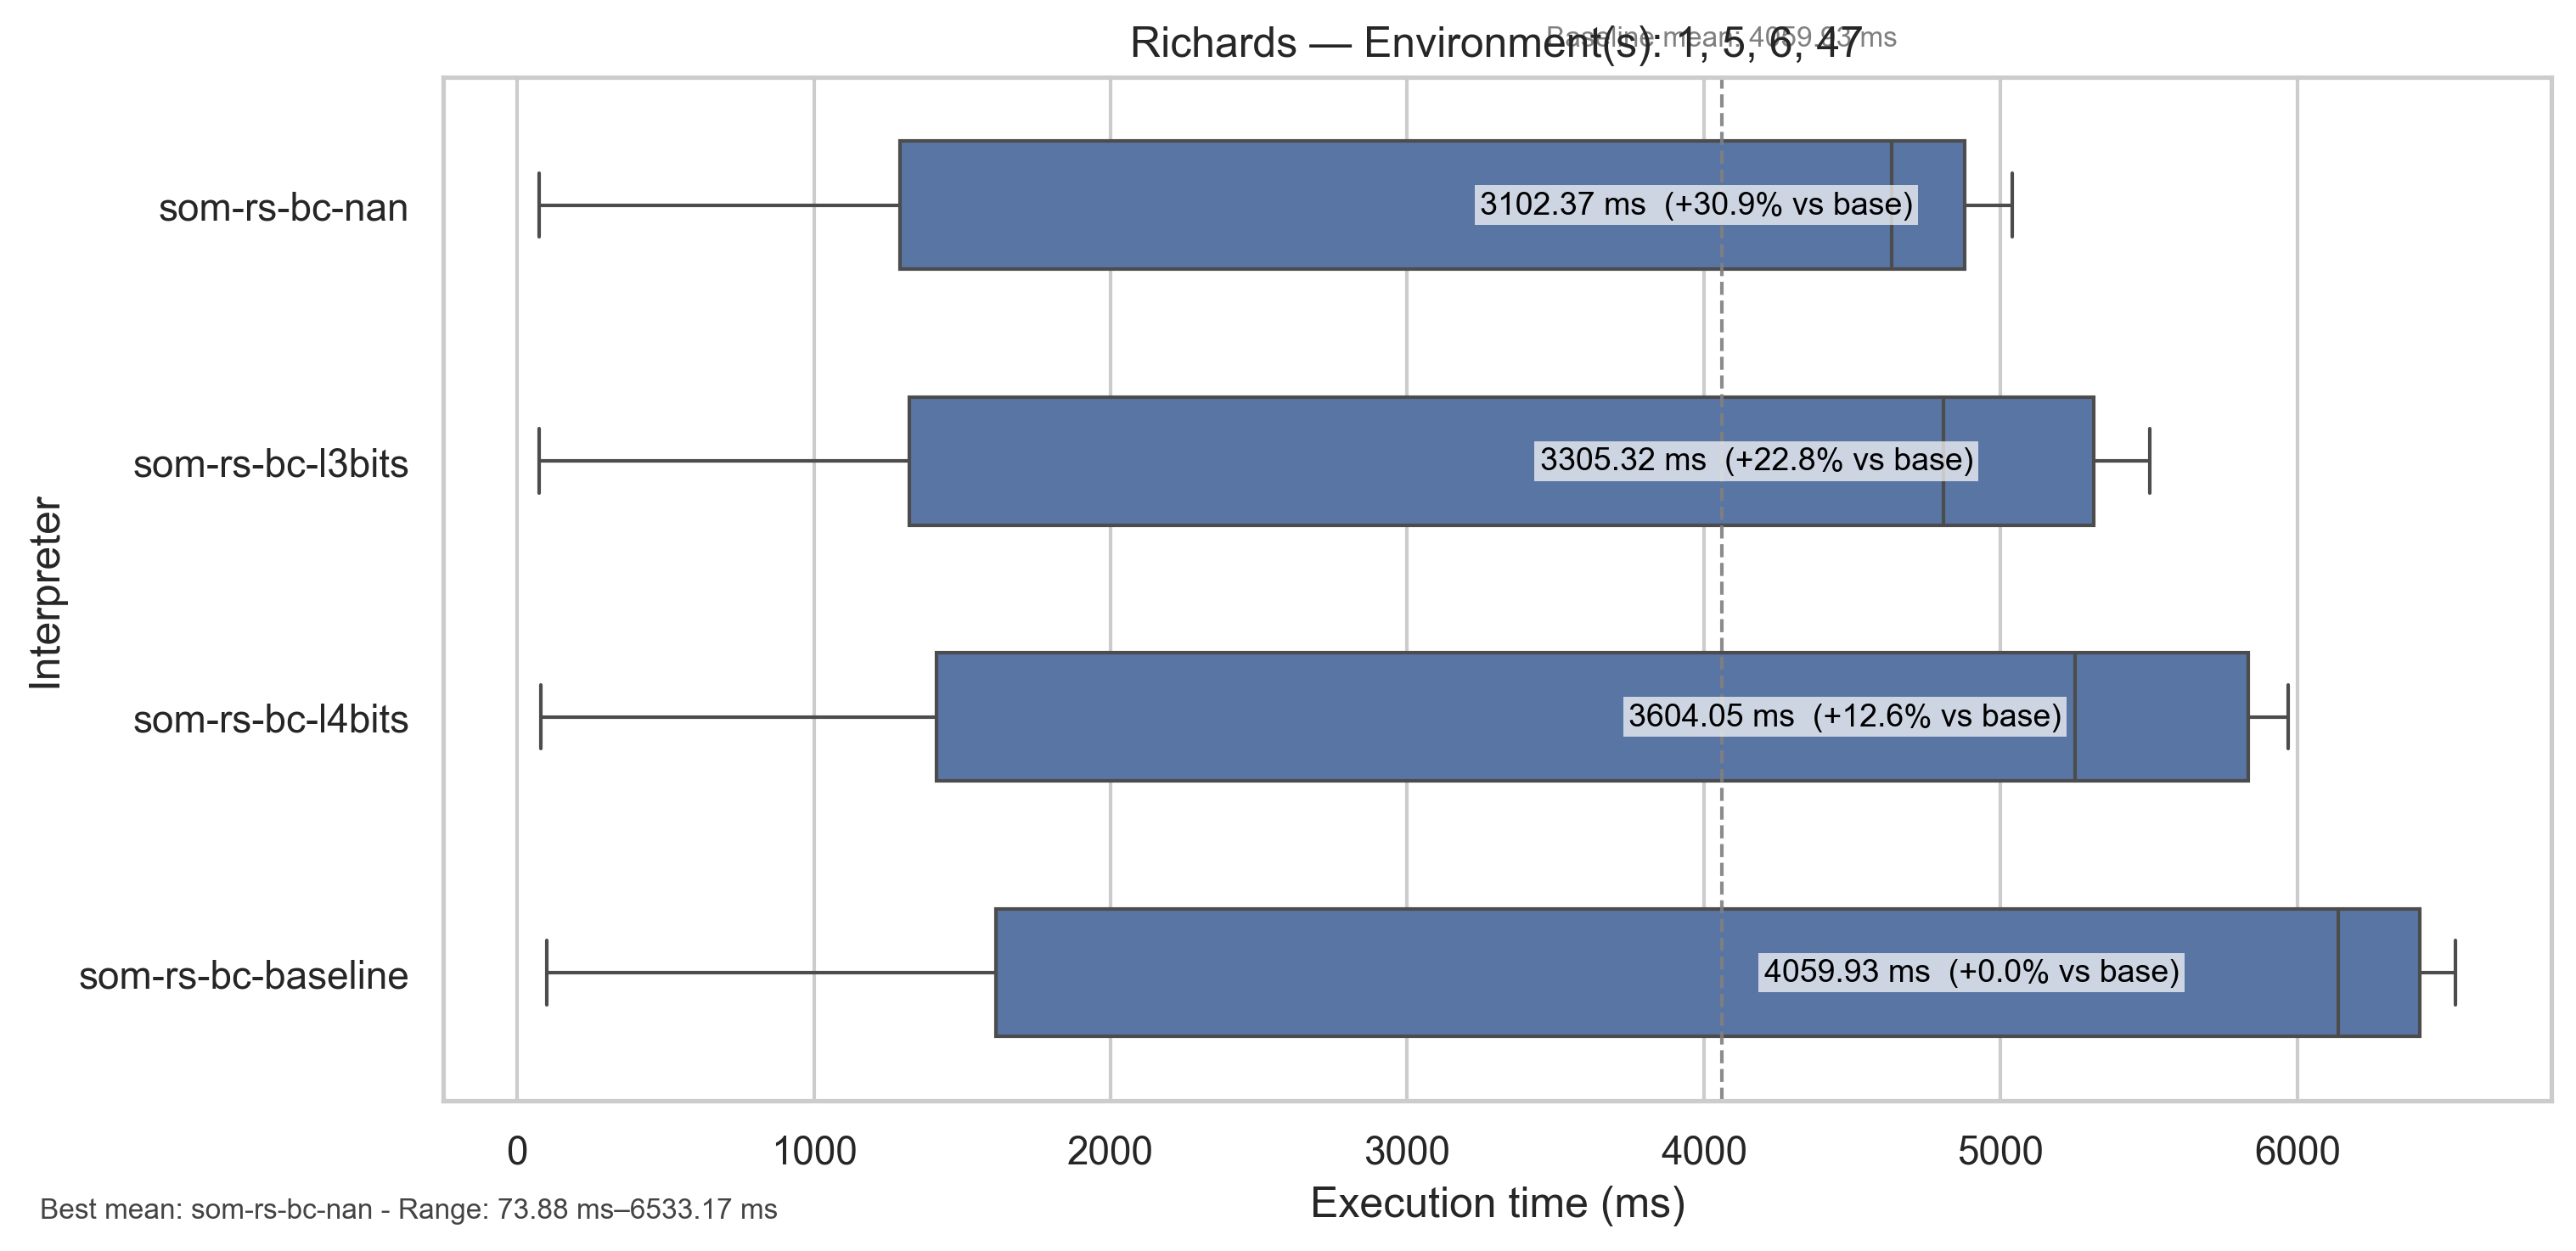 Richards — Environment(s): 1, 5, 6, 47
Baseline mean: 4059.93 ms
Interpreter
som-rs-bc-nan
3102.37 ms (+30.9% vs base)
som-rs-bc-l3bits
3305.32 ms (+22.8% vs base)
som-rs-bc-l4bits
3604.05 ms (+12.6% vs base)
som-rs-bc-baseline
4059.93 ms (+0.0% vs base)
0 1000 2000 3000 4000 5000 6000
Execution time (ms)
Best mean: som-rs-bc-nan - Range: 73.88 ms–6533.17 ms